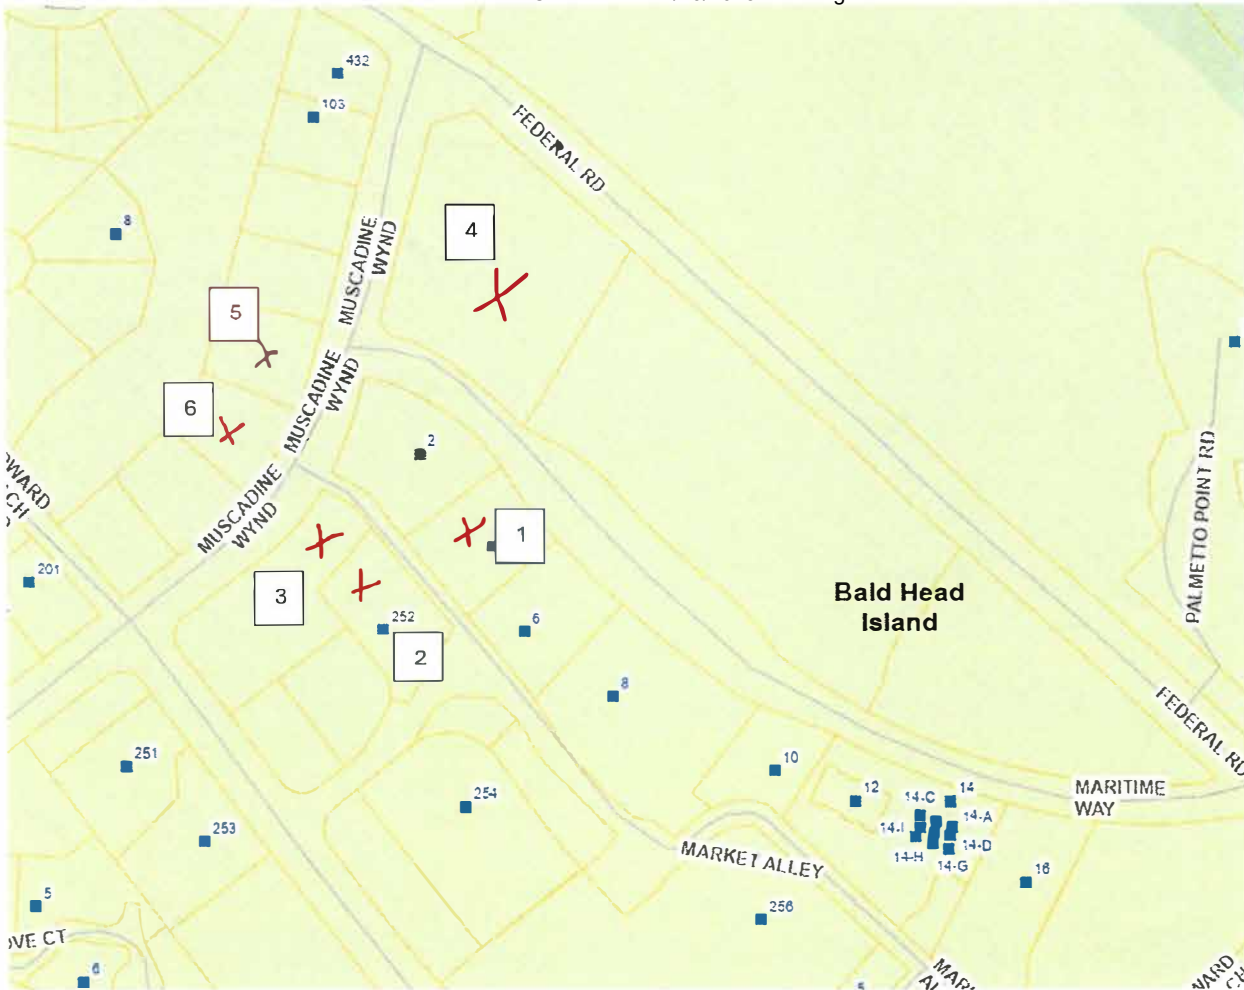 432
103
FEDERAL RD
8
MUSCADINE
WYND
4
5
MUSCADINE
WYND
6
2
MUSCADINE
WYND
PALMETTO POINT RD
1
201
3
252
2
6
Bald Head
Island
8
FEDERAL RD
251
10
254
12
14-C
14
MARITIME
WAY
14-A
14-I
14-D
14-H
14-G
253
MARKET ALLEY
16
5
256
OVE CT
6